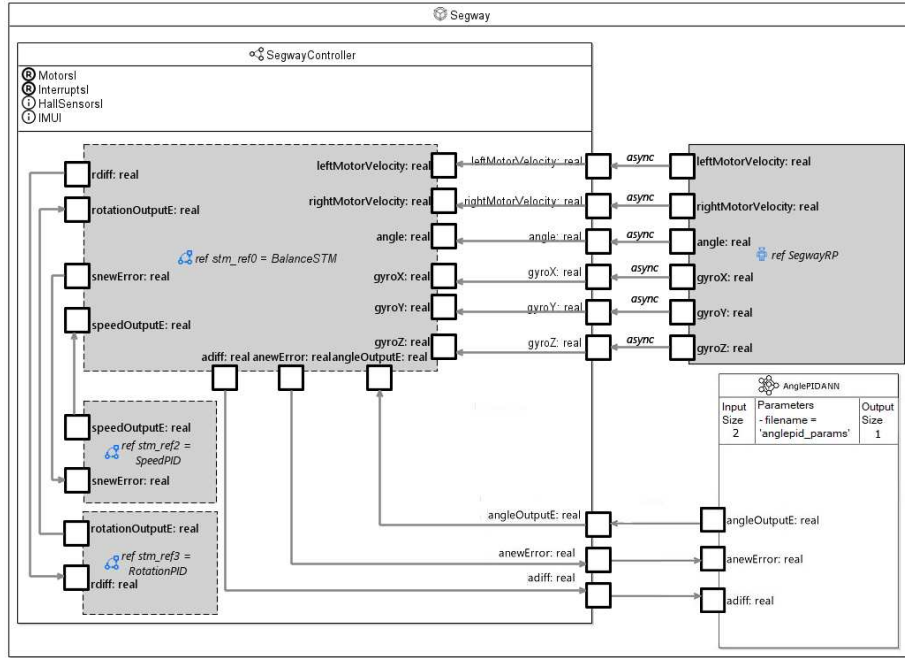 Segway
SegwayController
MotorsI
InterruptsI
HallSensorsI
IMUI
rdiff: real
rotationOutputE: real
ref stm_ref0 = BalanceSTM
snewError: real
speedOutputE: real
leftMotorVelocity: real
rightMotorVelocity: real
angle: real
gyroX: real
gyroY: real
gyroZ: real
adiff: real anewError: real angleOutputE: real
leftMotorVelocity: real
rightMotorVelocity: real
angle: real
gyroX: real
gyroY: real
gyroZ: real
async
async
async
async
async
async
leftMotorVelocity: real
rightMotorVelocity: real
angle: real
ref SegwayRP
gyroX: real
gyroY: real
gyroZ: real
speedOutputE: real
ref stm_ref2 =
SpeedPID
snewError: real
rotationOutputE: real
ref stm_ref3 =
RotationPID
rdiff: real
AnglePIDANN
Input
Size
2
Parameters
- filename =
'anglepid_params'
Output
Size
1
angleOutputE: real
anewError: real
adiff: real
angleOutputE: real
anewError: real
adiff: real